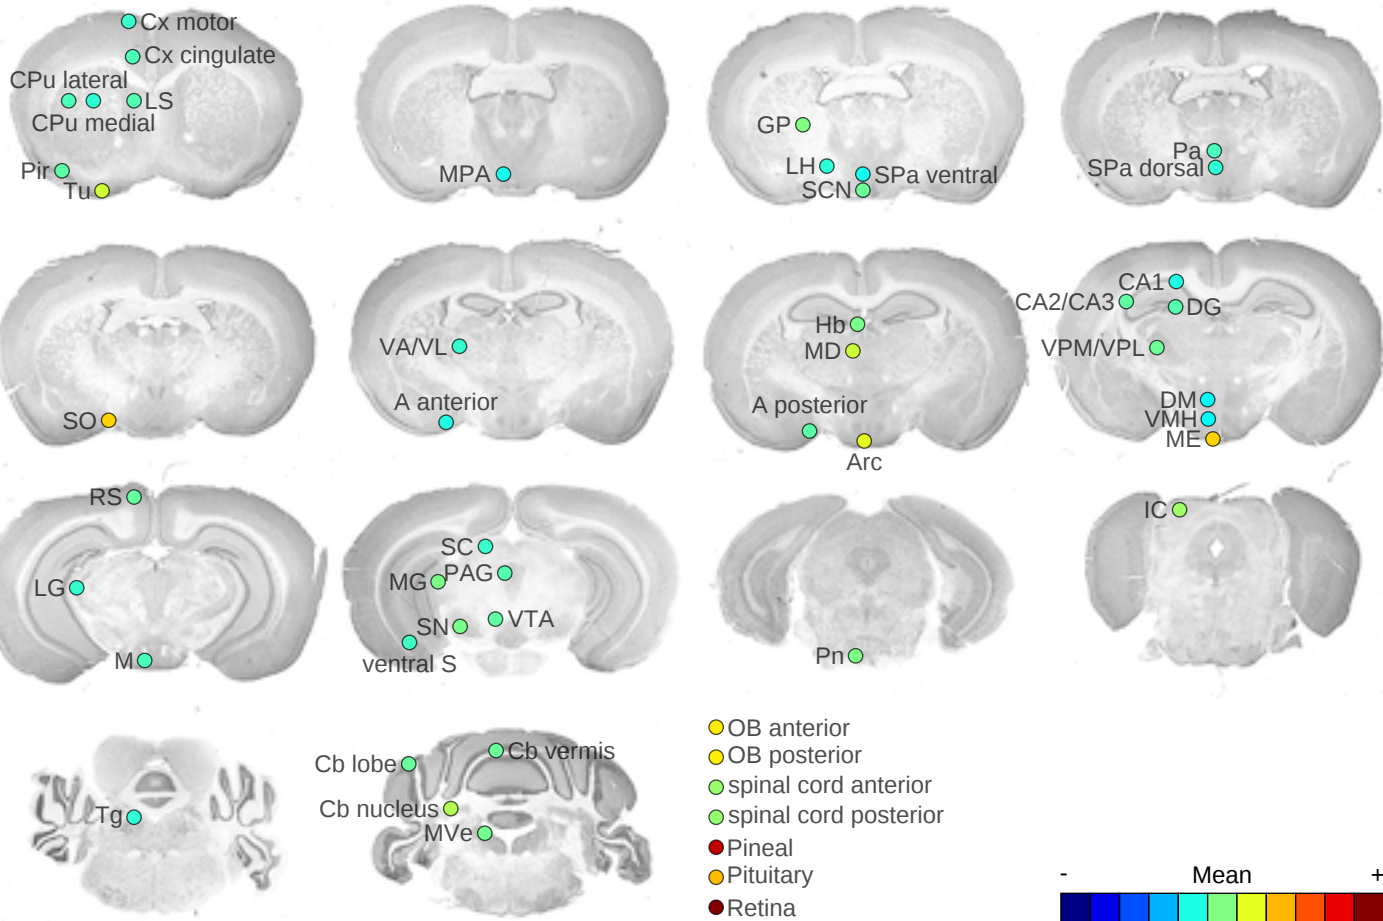 Cx motor
Cx cingulate
CPu lateral
LS
CPu medial
Pir
Tu
MPA
GP
LH
SPa ventral
SCN
Pa
SPa dorsal
SO
VA/VL
A anterior
Hb
MD
A posterior
Arc
CA1
CA2/CA3
DG
VPM/VPL
DM
VMH
ME
RS
LG
M
SC
MG
PAG
SN
VTA
ventral S
Pn
IC
Tg
Cb lobe
Cb vermis
Cb nucleus
MVe
OB anterior
OB posterior
spinal cord anterior
spinal cord posterior
Pineal
Pituitary
Retina
- Mean +